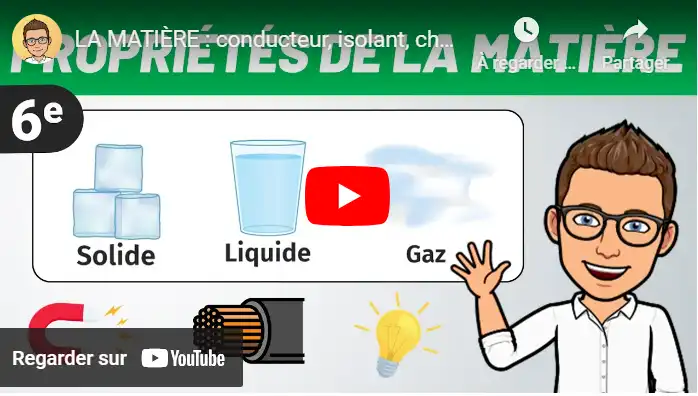 LA MATIÈRE : conducteur, isolant, ch...
PROPRIÉTÉS DE LA MATIÈRE
À regarder ...
Partager
6e
Solide
Liquide
Gaz
Regarder sur YouTube